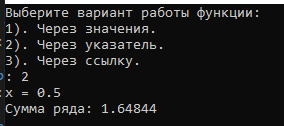 Выберите вариант работы функции:
1). Через значения.
2). Через указатель.
3). Через ссылку.
: 2
x = 0.5
Сумма ряда: 1.64844